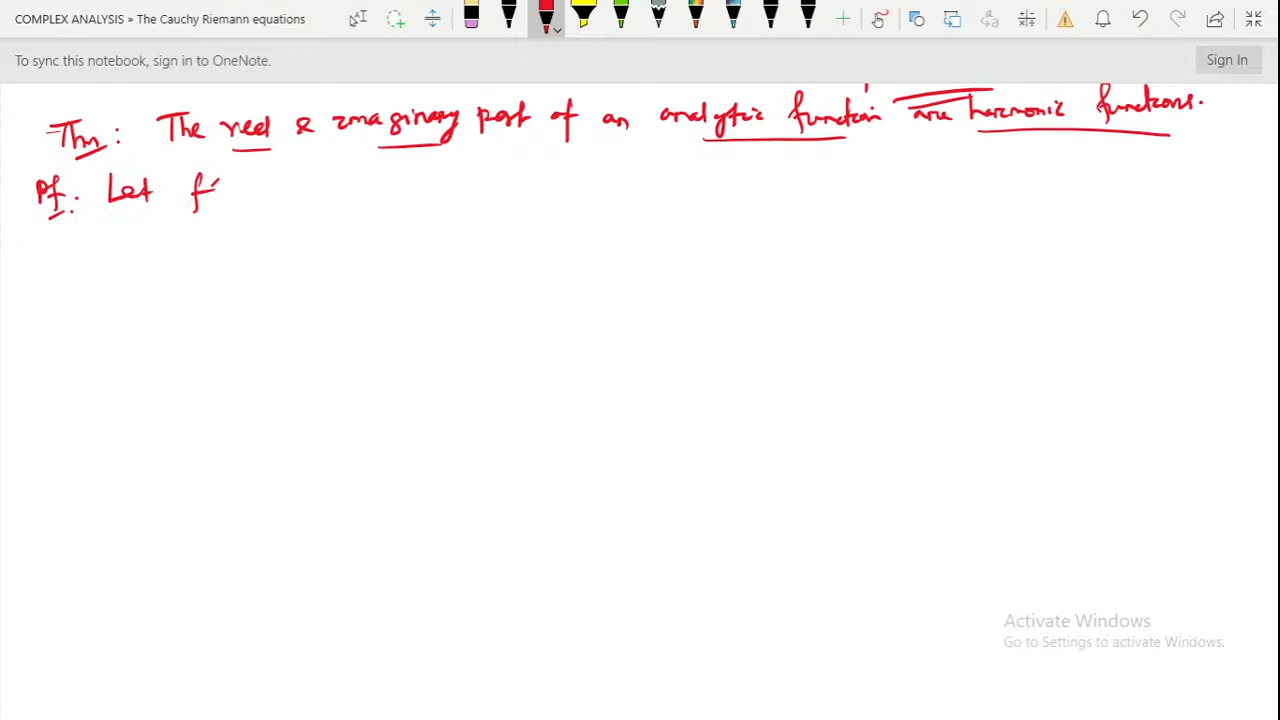 COMPLEX ANALYSIS » The Cauchy Riemann equations
To sync this notebook, sign in to OneNote.
Sign In
Thm: The real & imaginary part of an analytic function are harmonic functions.
Pf: Let f
Activate Windows
Go to Settings to activate Windows.